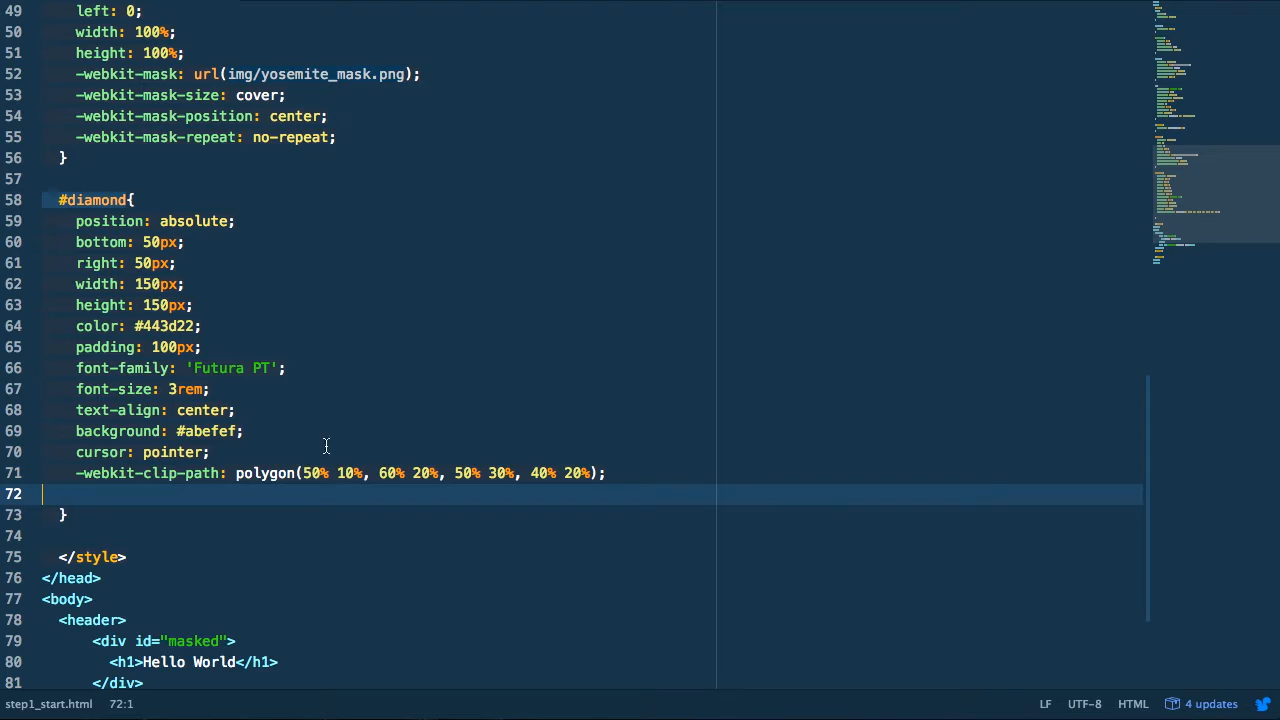 49 left: 0;
50 width: 100%;
51 height: 100%;
52 -webkit-mask: url(img/yosemite_mask.png);
53 -webkit-mask-size: cover;
54 -webkit-mask-position: center;
55 -webkit-mask-repeat: no-repeat;
56 }
57
58 #diamond{
59 position: absolute;
60 bottom: 50px;
61 right: 50px;
62 width: 150px;
63 height: 150px;
64 color: #443d22;
65 padding: 100px;
66 font-family: 'Futura PT';
67 font-size: 3rem;
68 text-align: center;
69 background: #abefef;
70 cursor: pointer;
71 -webkit-clip-path: polygon(50% 10%, 60% 20%, 50% 30%, 40% 20%);
72
73 }
74
75 </style>
76 </head>
77 <body>
78 <header>
79 <div id="masked">
80 <h1>Hello World</h1>
81 </div>
step1_start.html 72:1 LF UTF-8 HTML 4 updates